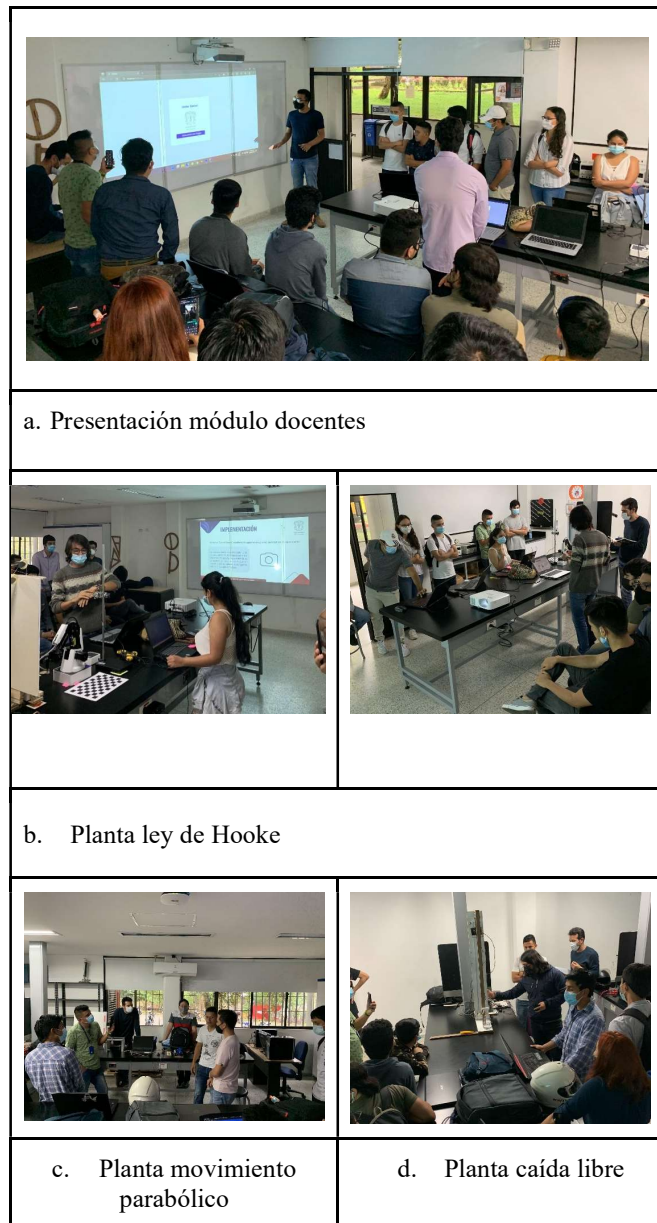 a. Presentación módulo docentes
IMPLEMENTACIÓN
b. Planta ley de Hooke
c. Planta movimiento
parabólico
d. Planta caída libre